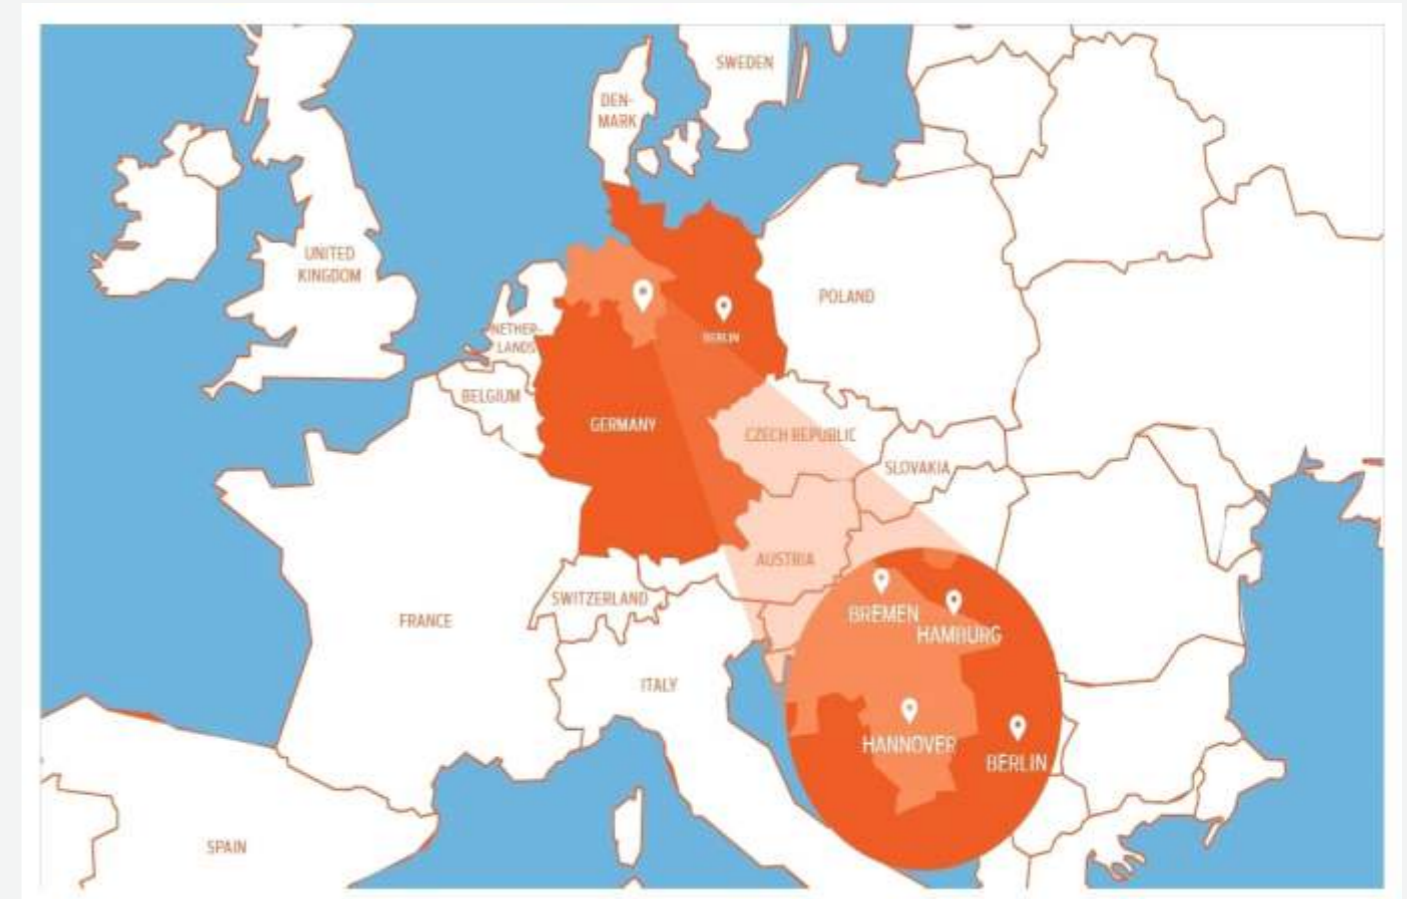 SWEDEN
DEN-
MARK
UNITED
KINGDOM
POLAND
NETHER-
LANDS
BERLIN
BELGIUM
GERMANY
CZECH REPUBLIC
SLOVAKIA
AUSTRIA
SWITZERLAND
FRANCE
BREMEN
HAMBURG
ITALY
HANNOVER
BERLIN
SPAIN